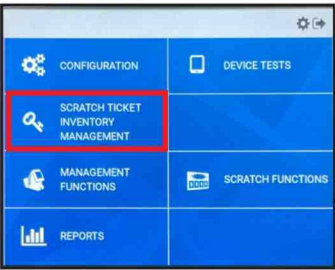 CONFIGURATION
DEVICE TESTS
SCRATCH TICKET
INVENTORY
MANAGEMENT
MANAGEMENT
FUNCTIONS
SCRATCH FUNCTIONS
REPORTS